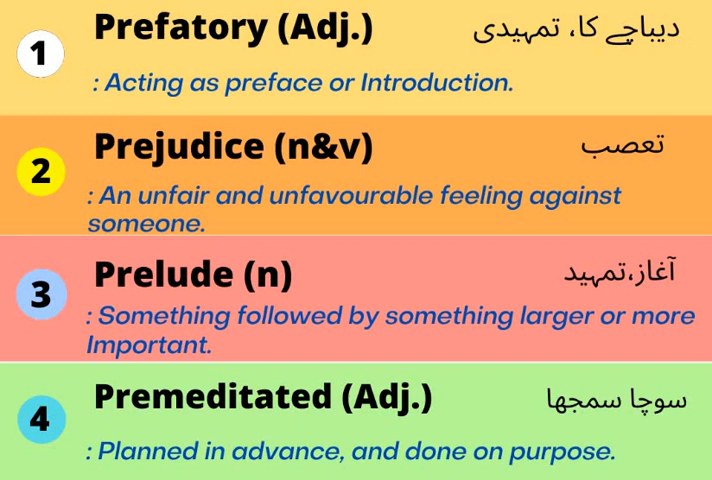 1 Prefatory (Adj.) دیباچے کا، تمہیدی
: Acting as preface or Introduction.
2 Prejudice (n&v) تعصب
: An unfair and unfavourable feeling against
someone.
3 Prelude (n) آغاز،تمہید
: Something followed by something larger or more
Important.
4 Premeditated (Adj.) سوچا سمجھا
: Planned in advance, and done on purpose.